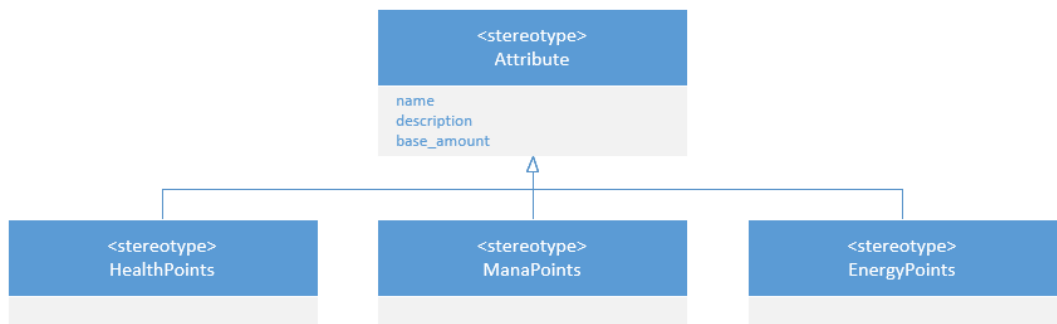 <stereotype>
Attribute
name
description
base_amount
<stereotype>
HealthPoints
<stereotype>
ManaPoints
<stereotype>
EnergyPoints